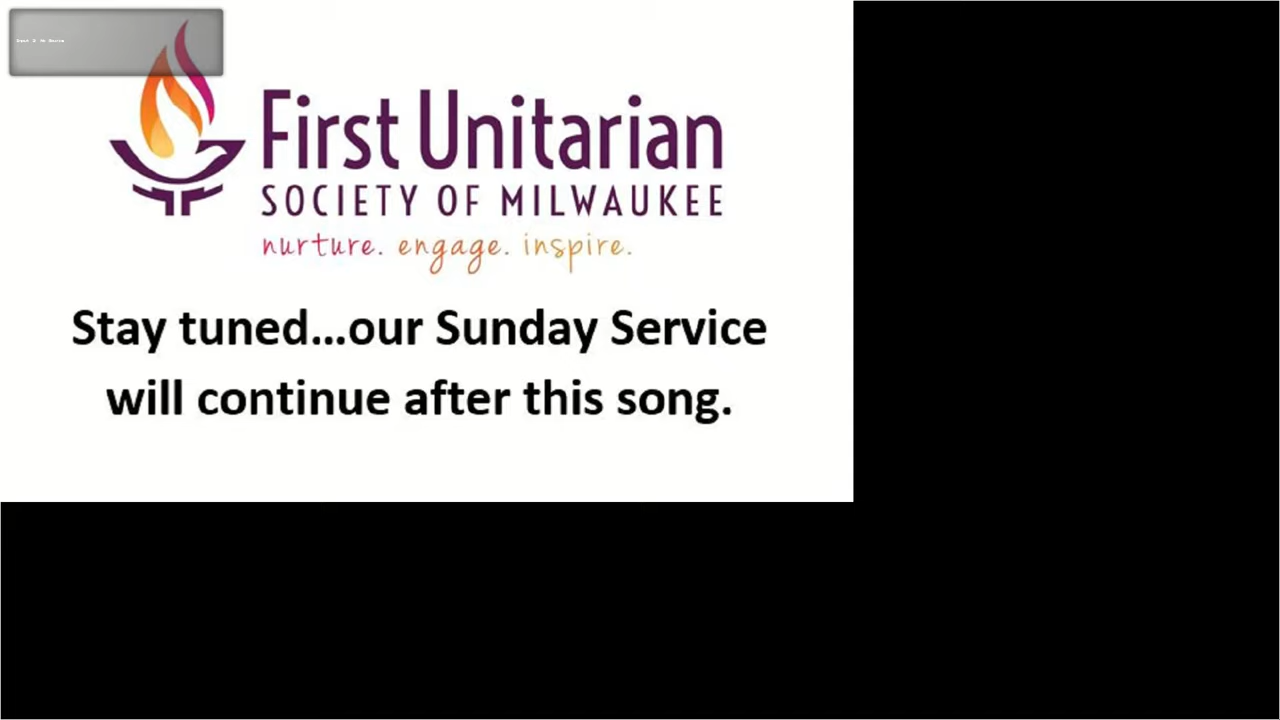 First Unitarian
SOCIETY OF MILWAUKEE
nurture. engage. inspire.
Stay tuned...our Sunday Service
will continue after this song.